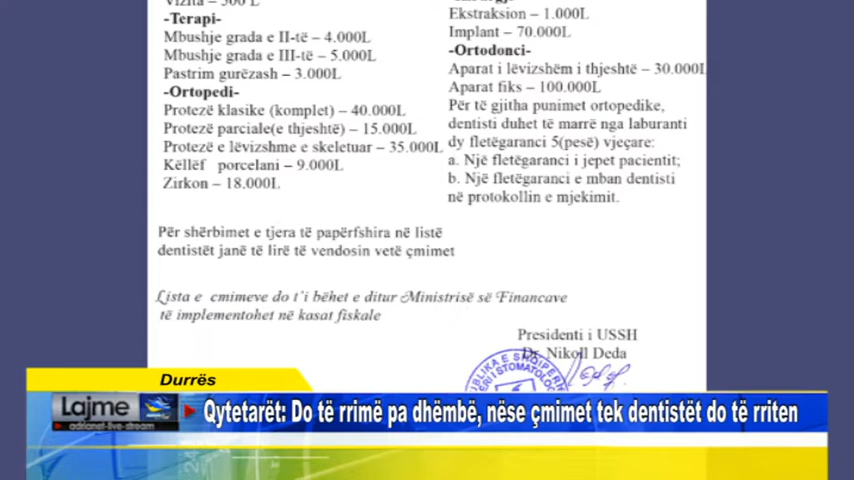 Vizita – 500 L
-Terapi-
Mbushje grada e II-të – 4.000L
Mbushje grada e III-të – 5.000L
Pastrim gurëzash – 3.000L
-Ortopedi-
Protezë klasike (komplet) – 40.000L
Protezë parciale(e thjeshtë) – 15.000L
Protezë e lëvizshme e skeletuar – 35.000L
Këllëf porcelani – 9.000L
Zirkon – 18.000L
Ekstraksion – 1.000L
Implant – 70.000L
-Ortodonci-
Aparat i lëvizshëm i thjeshtë – 30.000L
Aparat fiks – 100.000L
Për të gjitha punimet ortopedike,
dentisti duhet të marrë nga laburanti
dy fletëgaranci 5(pesë) vjeçare:
a. Një fletëgaranci i jepet pacientit;
b. Një fletëgaranci e mban dentisti
në protokollin e mjekimit.
Për shërbimet e tjera të papërfshira në listë
dentistët janë të lirë të vendosin vetë çmimet
Lista e cmimeve do t'i bëhet e ditur Ministrisë së Financave
të implementohet në kasat fiskale
Presidenti i USSH
Dr. Nikoll Deda
Durrës
Lajme
adrianet-live-stream
Qytetarët: Do të rrimë pa dhëmbë, nëse çmimet tek dentistët do të rriten